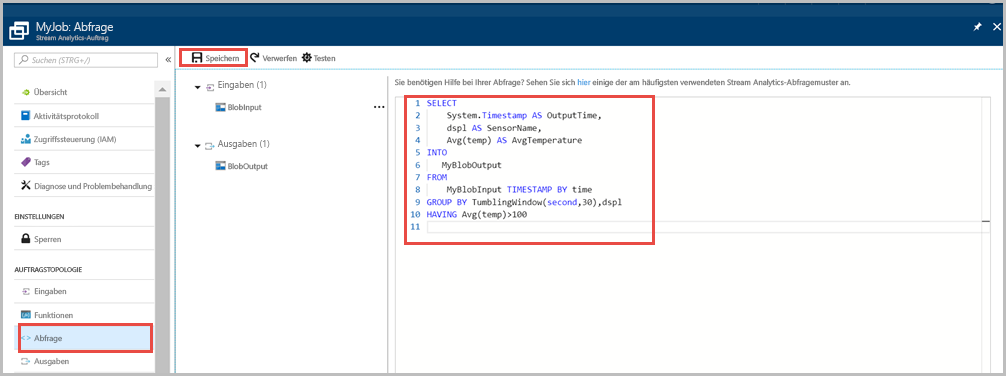 MyJob: Abfrage
Stream Analytics-Auftrag
Suchen (STRG+/)
«
Übersicht
Aktivitätsprotokoll
Zugriffssteuerung (IAM)
Tags
Diagnose und Problembehandlung
EINSTELLUNGEN
Sperren
AUFTRAGSTOPOLOGIE
Eingaben
Funktionen
Abfrage
Ausgaben
Speichern Verwerfen Testen
Eingaben (1)
BlobInput
Ausgaben (1)
BlobOutput
Sie benötigen Hilfe bei Ihrer Abfrage? Sehen Sie sich hier einige der am häufigsten verwendeten Stream Analytics-Abfragemuster an.
1 SELECT
2 System.Timestamp AS OutputTime,
3 dspl AS SensorName,
4 Avg(temp) AS AvgTemperature
5 INTO
6 MyBlobOutput
7 FROM
8 MyBlobInput TIMESTAMP BY time
9 GROUP BY TumblingWindow(second,30),dspl
10 HAVING Avg(temp)>100
11